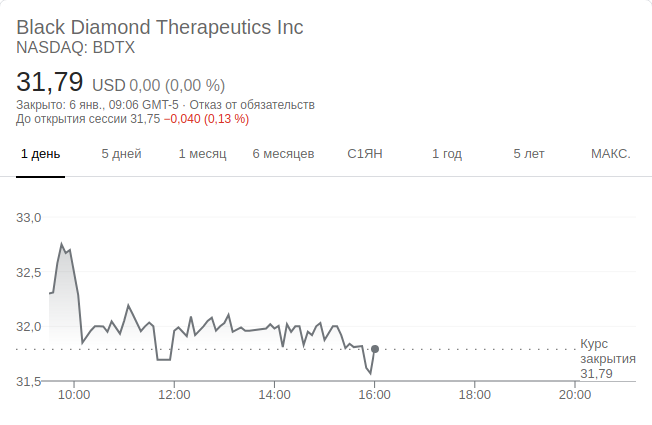 Black Diamond Therapeutics Inc
NASDAQ: BDTX
31,79 USD 0,00 (0,00 %)
Закрыто: 6 янв., 09:06 GMT-5 · Отказ от обязательств
До открытия сессии 31,75 −0,040 (0,13 %)
1 день 5 дней 1 месяц 6 месяцев С1ЯН 1 год 5 лет МАКС.
33,0
32,5
32,0
Курс
закрытия
31,79
31,5
10:00 12:00 14:00 16:00 18:00 20:00